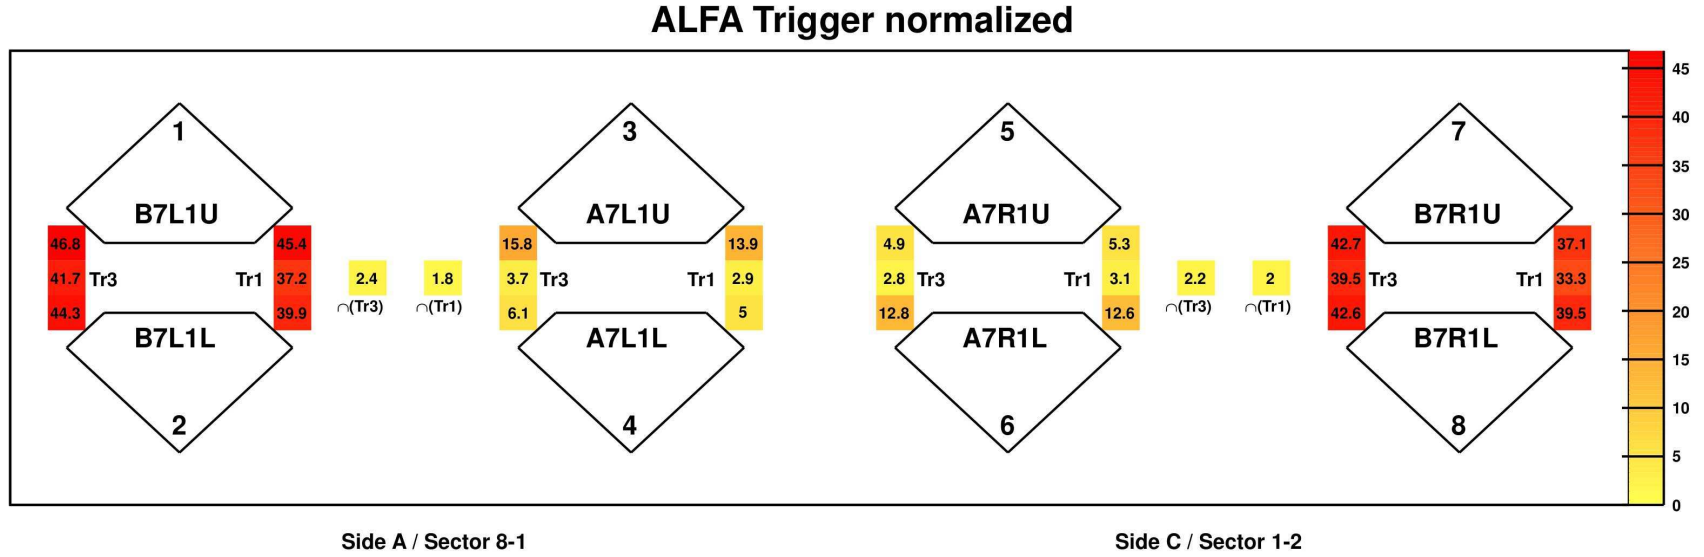 ALFA Trigger normalized
1 3 5 7
B7L1U A7L1U A7R1U B7R1U
46.8 45.4 15.8 13.9 4.9 5.3 42.7 37.1
41.7 Tr3 Tr1 37.2 2.4 1.8 3.7 Tr3 Tr1 2.9 2.8 Tr3 Tr1 3.1 2.2 2 39.5 Tr3 Tr1 33.3
∩(Tr3) ∩(Tr1) ∩(Tr3) ∩(Tr1)
44.3 39.9 6.1 5 12.8 12.6 42.6 39.5
B7L1L A7L1L A7R1L B7R1L
2 4 6 8
45
40
35
30
25
20
15
10
5
0
Side A / Sector 8-1 Side C / Sector 1-2